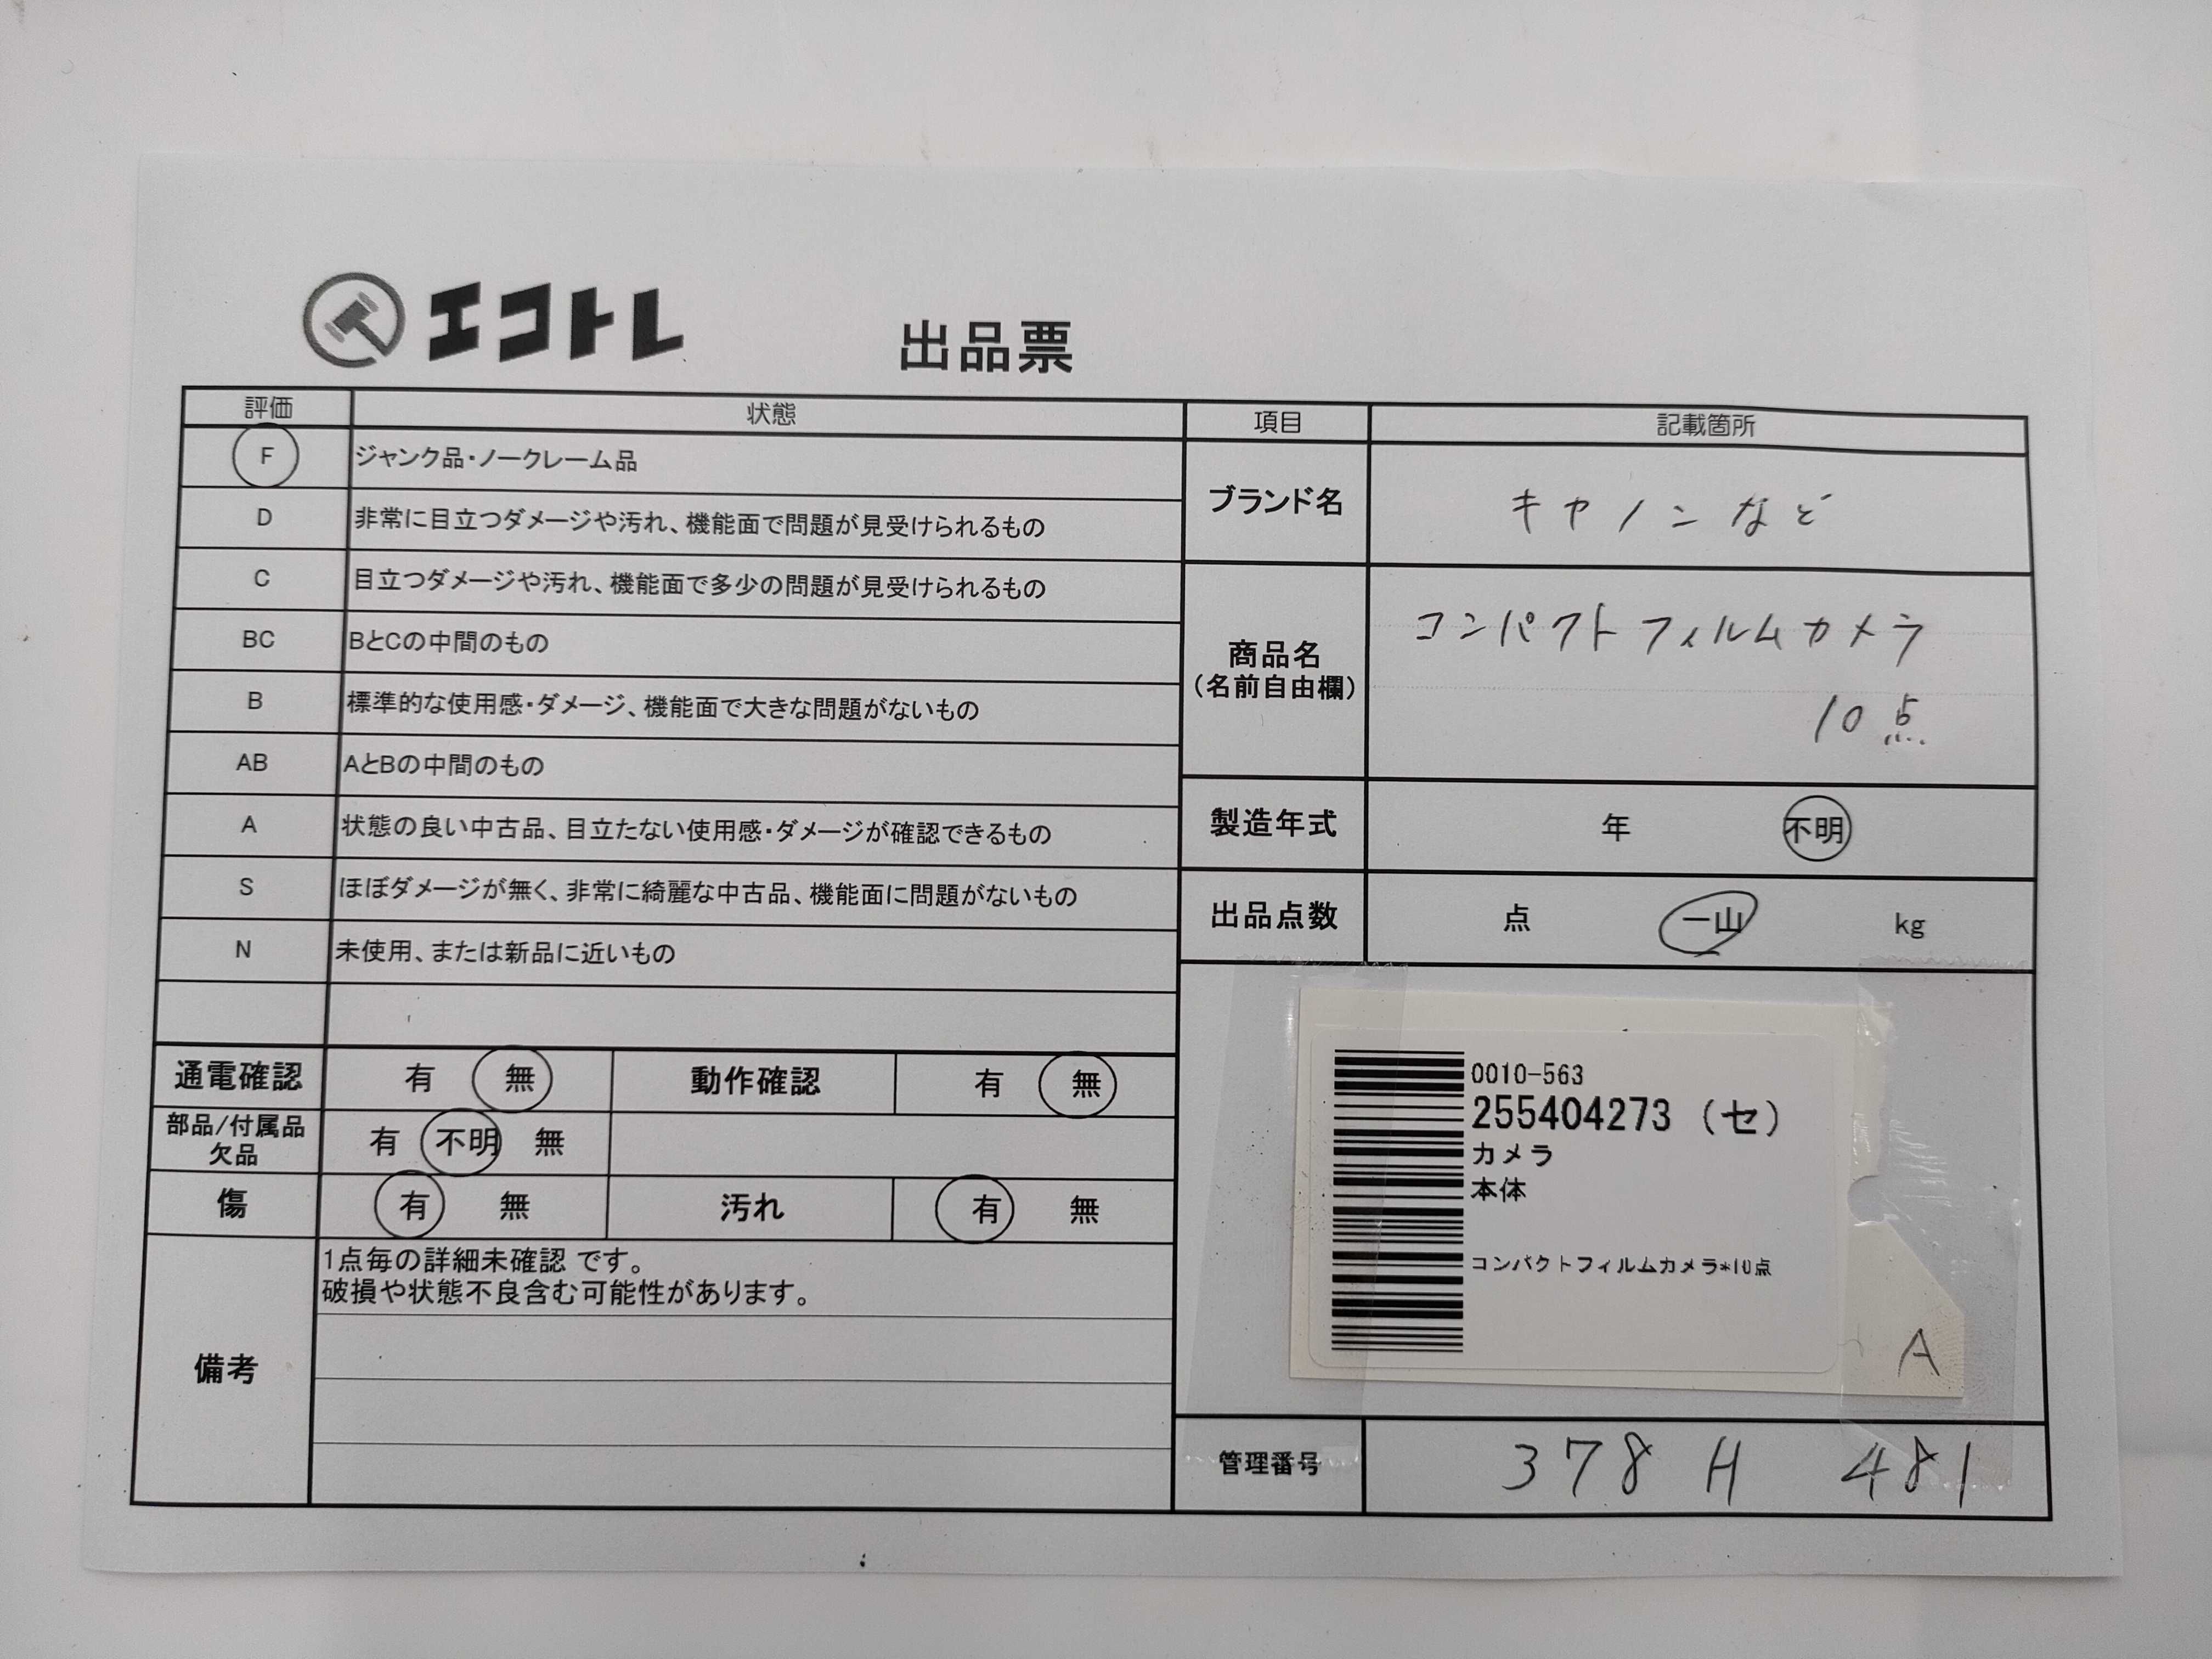 エコトレ
出品票
評価 状態
F ジャンク品・ノークレーム品
D 非常に目立つダメージや汚れ、機能面で問題が見受けられるもの
C 目立つダメージや汚れ、機能面で多少の問題が見受けられるもの
BC BとCの中間のもの
B 標準的な使用感・ダメージ、機能面で大きな問題がないもの
AB AとBの中間のもの
A 状態の良い中古品、目立たない使用感・ダメージが確認できるもの
S ほぼダメージが無く、非常に綺麗な中古品、機能面に問題がないもの
N 未使用、または新品に近いもの
通電確認 有 無 動作確認 有 無
部品/付属品
欠品 有 不明 無
傷 有 無 汚れ 有 無
備考
1点毎の詳細未確認 です。
破損や状態不良含む可能性があります。
項目 記載箇所
ブランド名 キヤノンなど
商品名
(名前自由欄)
コンパクトフィルムカメラ
10点
製造年式 年 不明
出品点数 点 一山 kg
0010-563
255404273 (セ)
カメラ
本体
コンパクトフィルムカメラ*10点
A
管理番号 378 H 481